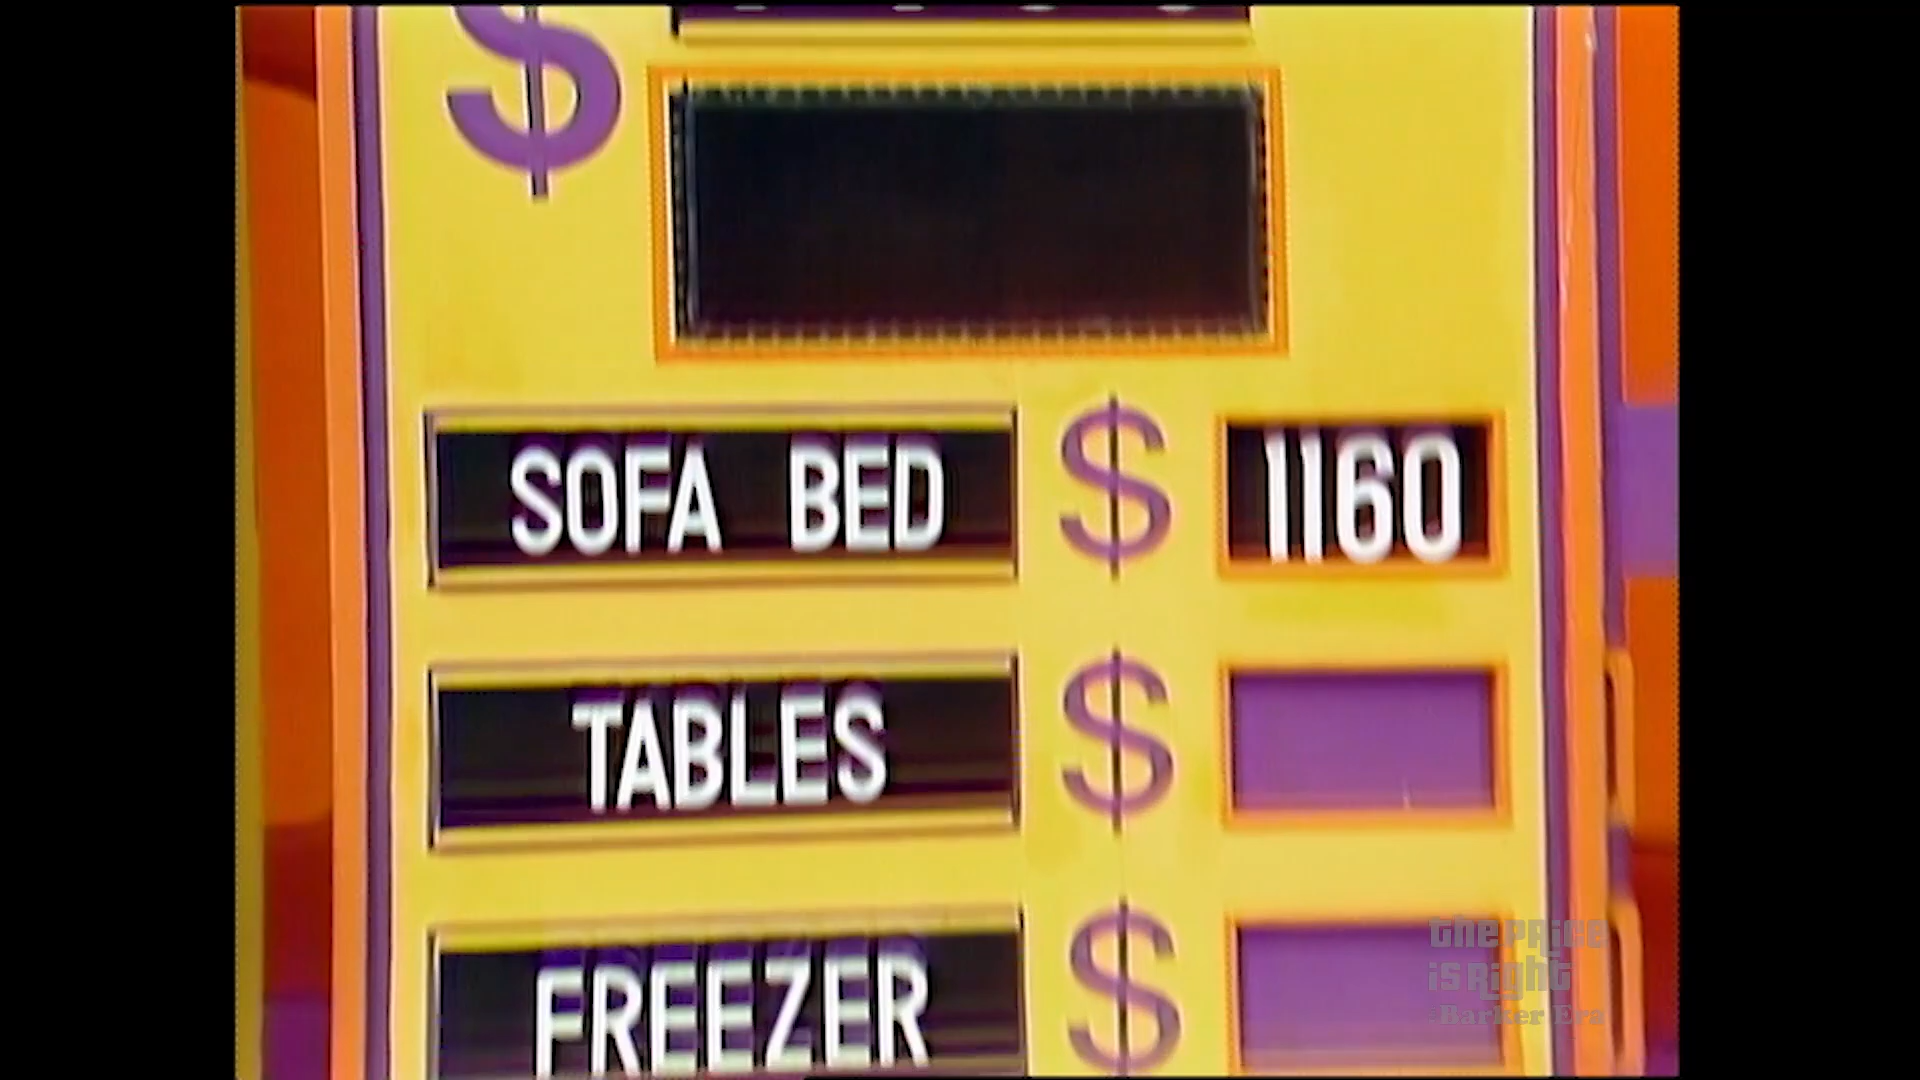 $
SOFA BED $ 1160
TABLES $
FREEZER $
the PRICE
is Right
-Barker Era